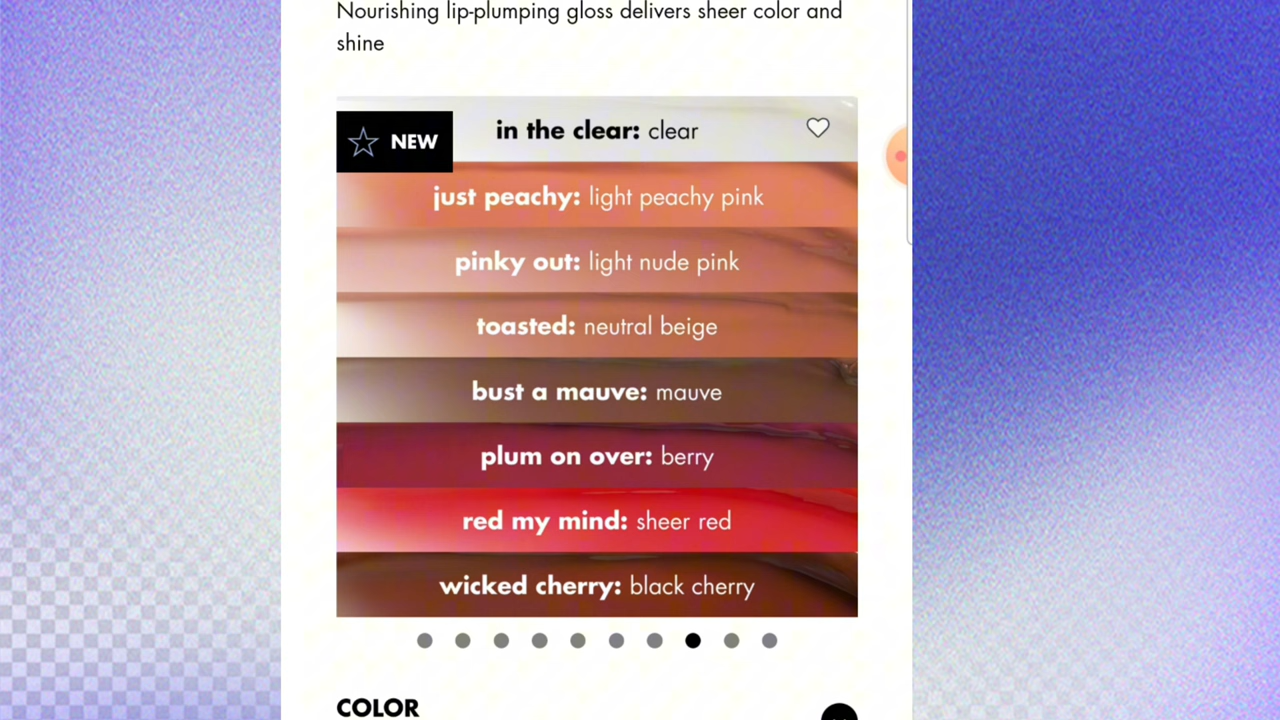 Nourishing lip-plumping gloss delivers sheer color and
shine
NEW
in the clear: clear
just peachy: light peachy pink
pinky out: light nude pink
toasted: neutral beige
bust a mauve: mauve
plum on over: berry
red my mind: sheer red
wicked cherry: black cherry
COLOR